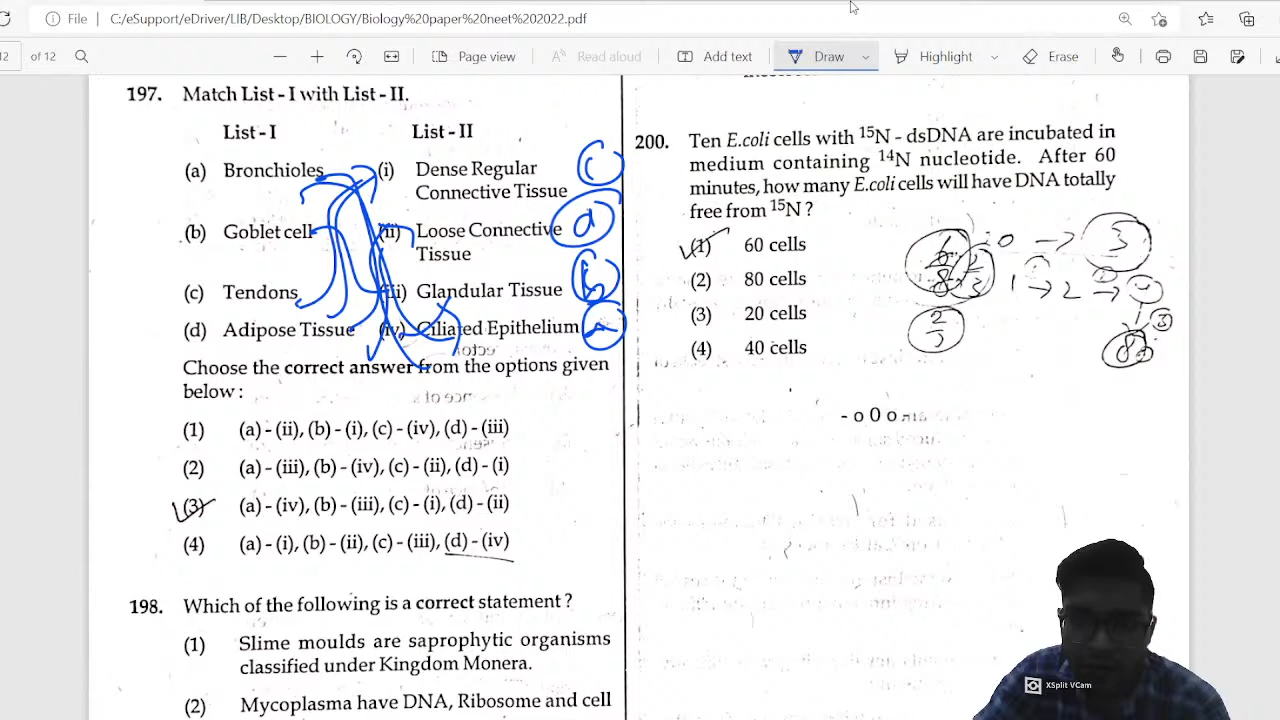 File
C:/eSupport/eDriver/LIB/Desktop/BIOLOGY/Biology%20paper%20neet%202022.pdf
12 of 12
Page view
Read aloud
Add text
Draw
Highlight
Erase
197. Match List - I with List - II.
List - I List - II
(a) Bronchioles (i) Dense Regular
Connective Tissue
(b) Goblet cell (ii) Loose Connective
Tissue
(c) Tendons (iii) Glandular Tissue
(d) Adipose Tissue (iv) Ciliated Epithelium
Choose the correct answer from the options given
below :
(1) (a) - (ii), (b) - (i), (c) - (iv), (d) - (iii)
(2) (a) - (iii), (b) - (iv), (c) - (ii), (d) - (i)
(3) (a) - (iv), (b) - (iii), (c) - (i), (d) - (ii)
(4) (a) - (i), (b) - (ii), (c) - (iii), (d) - (iv)
198. Which of the following is a correct statement ?
(1) Slime moulds are saprophytic organisms
classified under Kingdom Monera.
(2) Mycoplasma have DNA, Ribosome and cell
200. Ten E.coli cells with ¹⁵N - dsDNA are incubated in
medium containing ¹⁴N nucleotide. After 60
minutes, how many E.coli cells will have DNA totally
free from ¹⁵N ?
(1) 60 cells
(2) 80 cells
(3) 20 cells
(4) 40 cells
- o 0 o
XSplit VCam